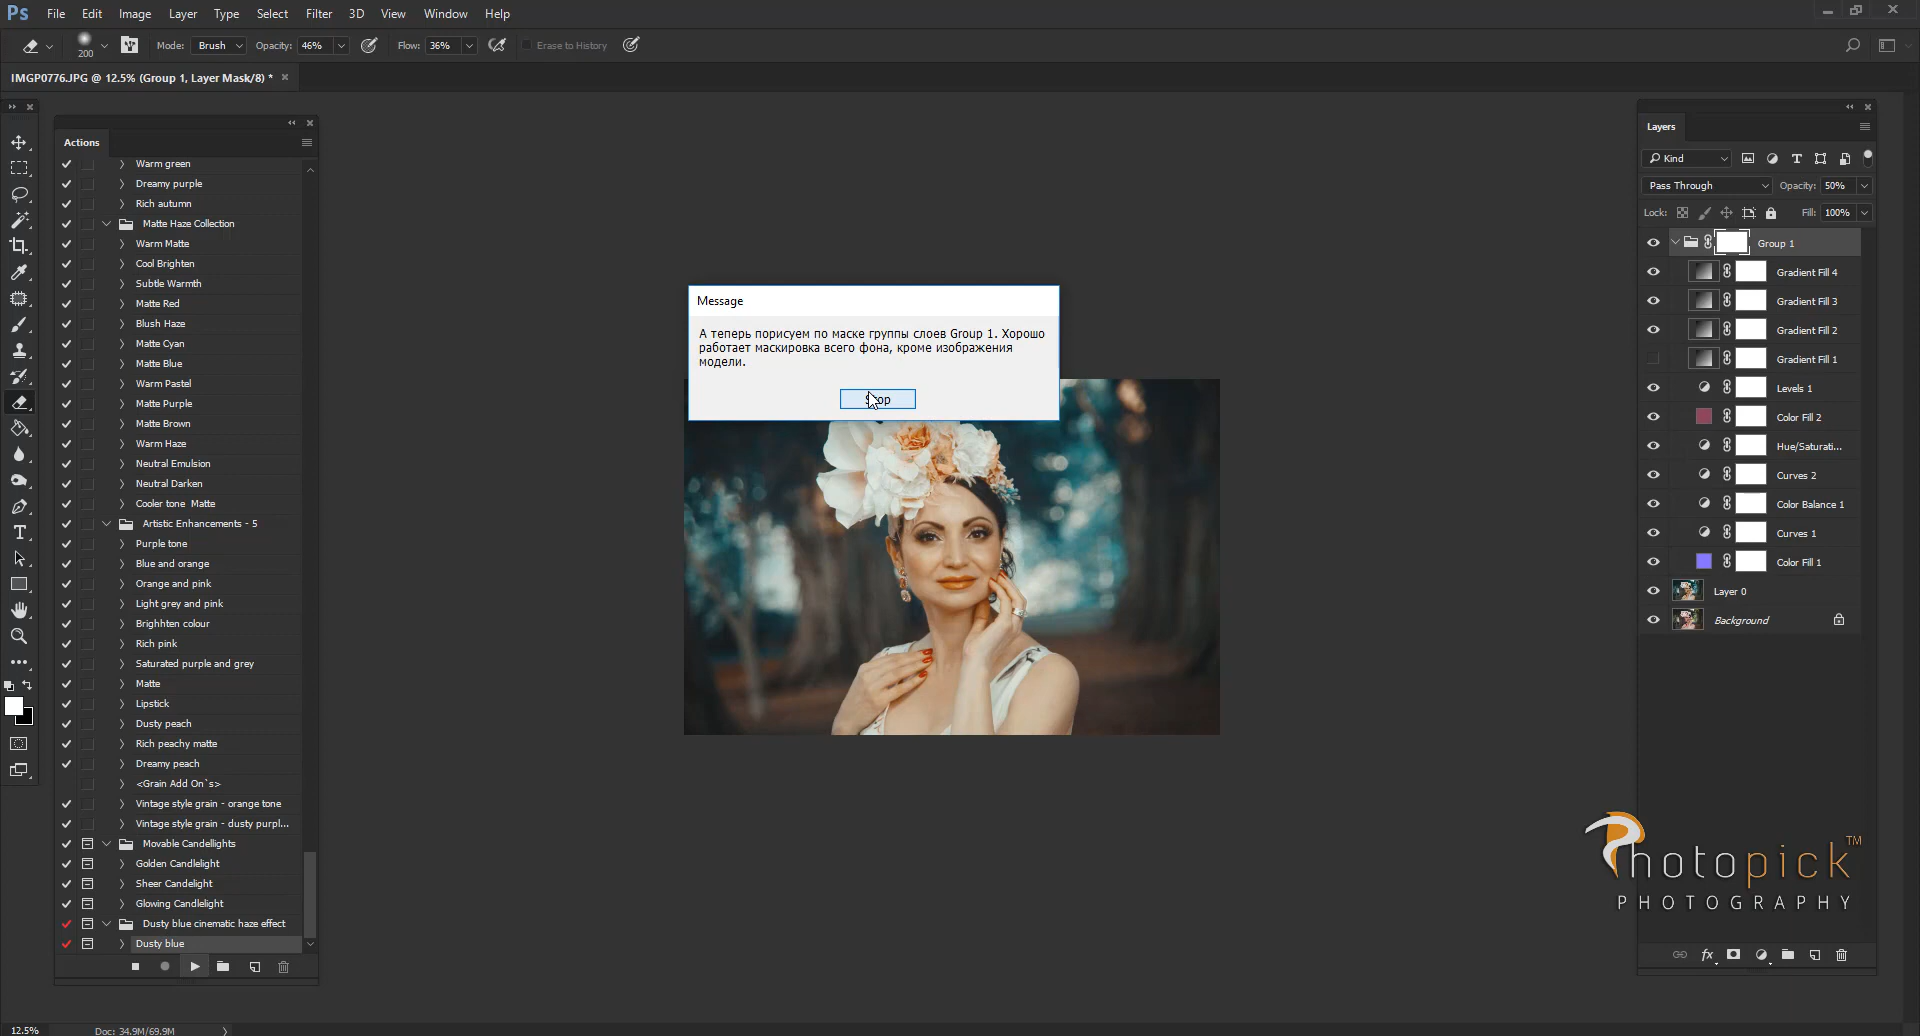 Ps File Edit Image Layer Type Select Filter 3D View Window Help
200 Mode: Brush Opacity: 46% Flow: 36% Erase to History
IMGP0776.JPG @ 12.5% (Group 1, Layer Mask/8) *
Actions
Warm green
Dreamy purple
Rich autumn
Matte Haze Collection
Warm Matte
Cool Brighten
Subtle Warmth
Matte Red
Blush Haze
Matte Cyan
Matte Blue
Warm Pastel
Matte Purple
Matte Brown
Warm Haze
Neutral Emulsion
Neutral Darken
Cooler tone Matte
Artistic Enhancements - 5
Purple tone
Blue and orange
Orange and pink
Light grey and pink
Brighhten colour
Rich pink
Saturated purple and grey
Matte
Lipstick
Dusty peach
Rich peachy matte
Dreamy peach
<Grain Add On`s>
Vintage style grain - orange tone
Vintage style grain - dusty purpl...
Movable Candellights
Golden Candlelight
Sheer Candelight
Glowing Candlelight
Dusty blue cinematic haze effect
Dusty blue
Message
А теперь порисуем по маске группы слоев Group 1. Хорошо
работает маскировка всего фона, кроме изображения
модели.
Stop
Layers
Kind
Pass Through Opacity: 50%
Lock: Fill: 100%
Group 1
Gradient Fill 4
Gradient Fill 3
Gradient Fill 2
Gradient Fill 1
Levels 1
Color Fill 2
Hue/Saturati...
Curves 2
Color Balance 1
Curves 1
Color Fill 1
Layer 0
Background
Photopick TM
PHOTOGRAPHY
fx
12.5% Doc: 34.9M/69.9M